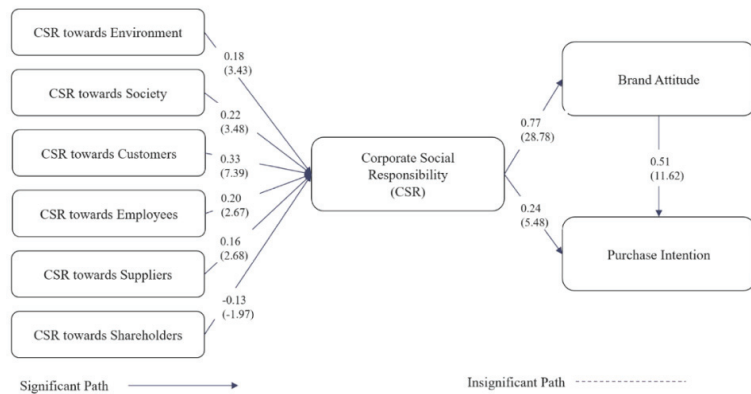 CSR towards Environment
0.18
(3.43)
CSR towards Society
0.22
(3.48)
CSR towards Customers
0.33
(7.39)
CSR towards Employees
0.20
(2.67)
CSR towards Suppliers
0.16
(2.68)
CSR towards Shareholders
-0.13
(-1.97)
Corporate Social
Responsibility
(CSR)
0.77
(28.78)
0.24
(5.48)
Brand Attitude
0.51
(11.62)
Purchase Intention
Significant Path
Insignificant Path